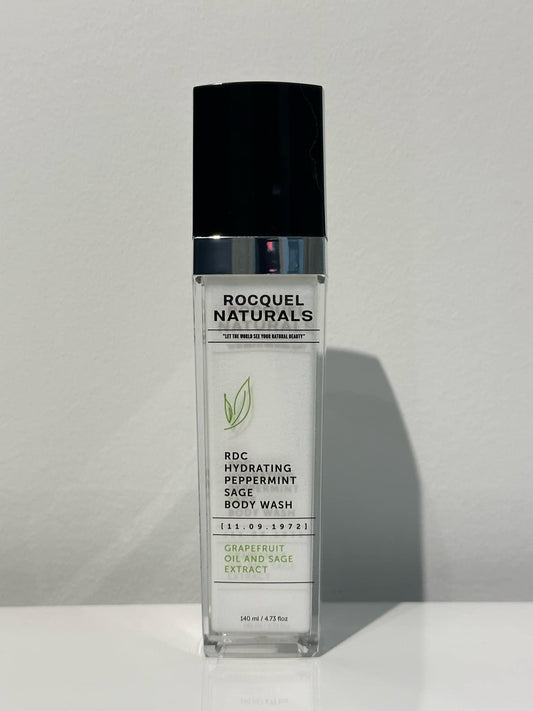 ROCQUEL
NATURALS
"LET THE WORLD SEE YOUR NATURAL BEAUTY"
RDC
HYDRATING
PEPPERMINT
SAGE
BODY WASH
[11.09.1972]
GRAPEFRUIT
OIL AND SAGE
EXTRACT
140 ml / 4.73 floz